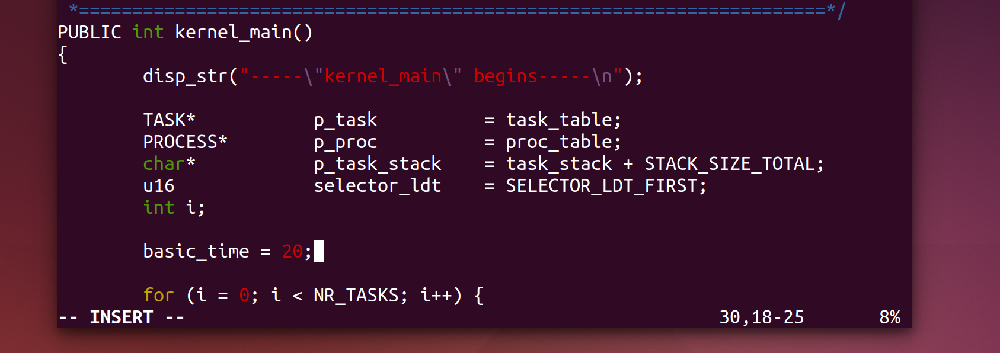 *======================================================================*/
PUBLIC int kernel_main()
{
disp_str("-----\"kernel_main\" begins-----\n");
TASK* p_task = task_table;
PROCESS* p_proc = proc_table;
char* p_task_stack = task_stack + STACK_SIZE_TOTAL;
u16 selector_ldt = SELECTOR_LDT_FIRST;
int i;
basic_time = 20;
for (i = 0; i < NR_TASKS; i++) {
-- INSERT -- 30,18-25 8%